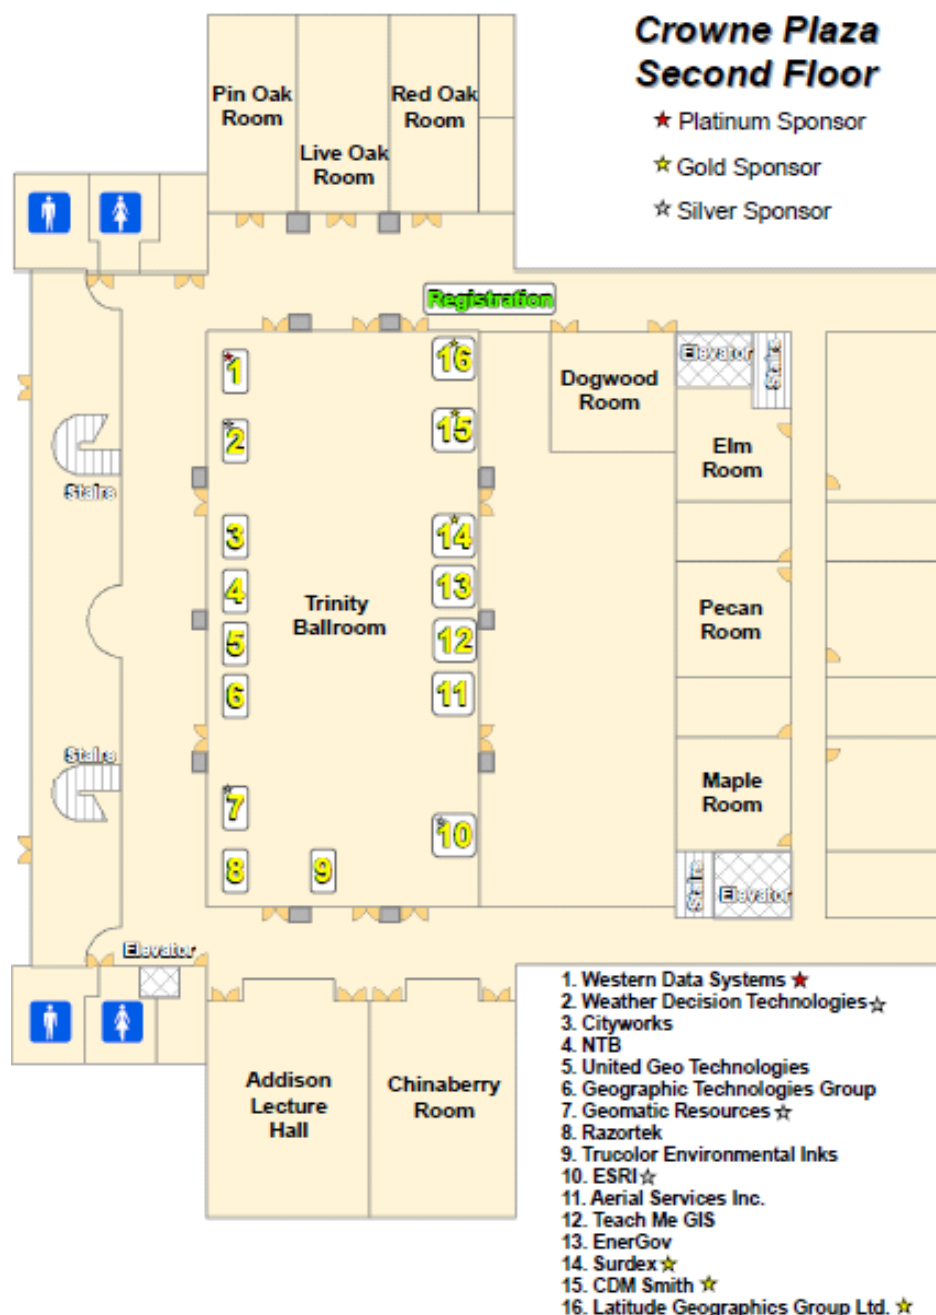 Crowne Plaza
Second Floor
Platinum Sponsor
Gold Sponsor
Silver Sponsor
Pin Oak
Room
Live Oak
Room
Red Oak
Room
Registration
1
2
3
4
5
6
7
8
9
10
11
12
13
14
15
16
Trinity
Ballroom
Dogwood
Room
Elevator
Stairs
Elm
Room
Pecan
Room
Maple
Room
Stairs
Elevator
Stairs
Stairs
Elevator
Addison
Lecture
Hall
Chinaberry
Room
1. Western Data Systems
2. Weather Decision Technologies
3. Cityworks
4. NTB
5. United Geo Technologies
6. Geographic Technologies Group
7. Geomatic Resources
8. Razortek
9. Trucolor Environmental Inks
10. ESRI
11. Aerial Services Inc.
12. Teach Me GIS
13. EnerGov
14. Surdex
15. CDM Smith
16. Latitude Geographics Group Ltd.